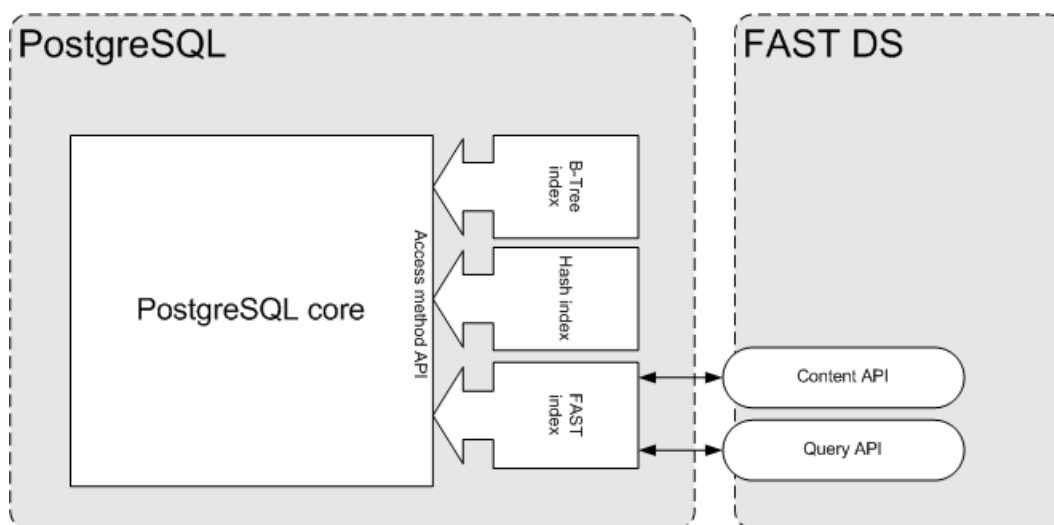 PostgreSQL
FAST DS
PostgreSQL core
Access method API
B-Tree
index
Hash index
FAST
index
Content API
Query API